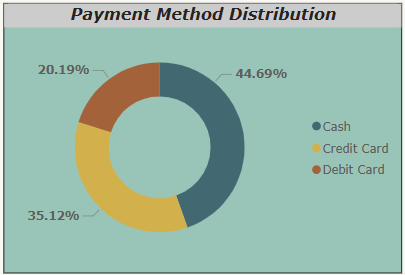 Payment Method Distribution
20.19%
44.69%
Cash
Credit Card
Debit Card
35.12%